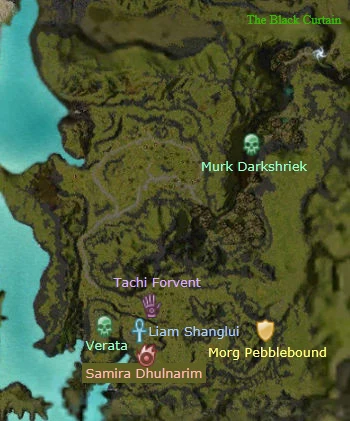 The Black Curtain
Murk Darkshriek
Tachi Forvent
Liam Shanglui
Verata
Morg Pebblebound
Samira Dhulnarim